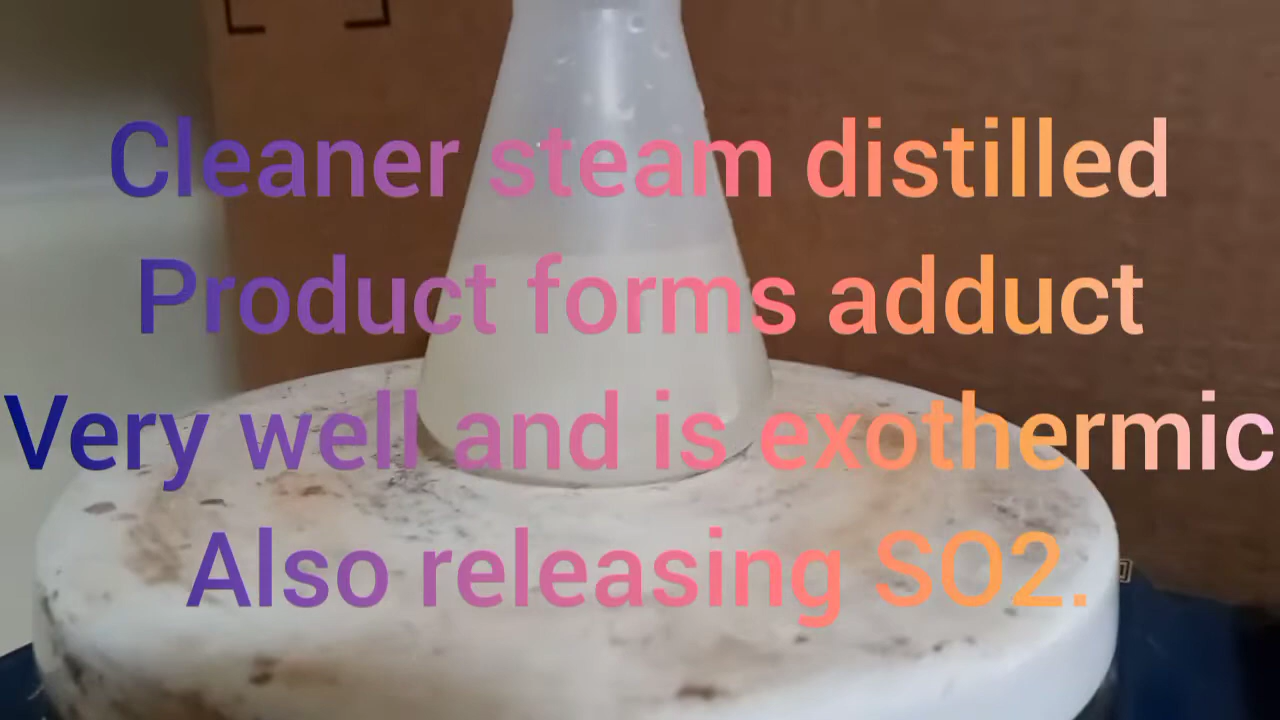 Cleaner steam distilled
Product forms adduct
Very well and is exothermic
Also releasing SO2.